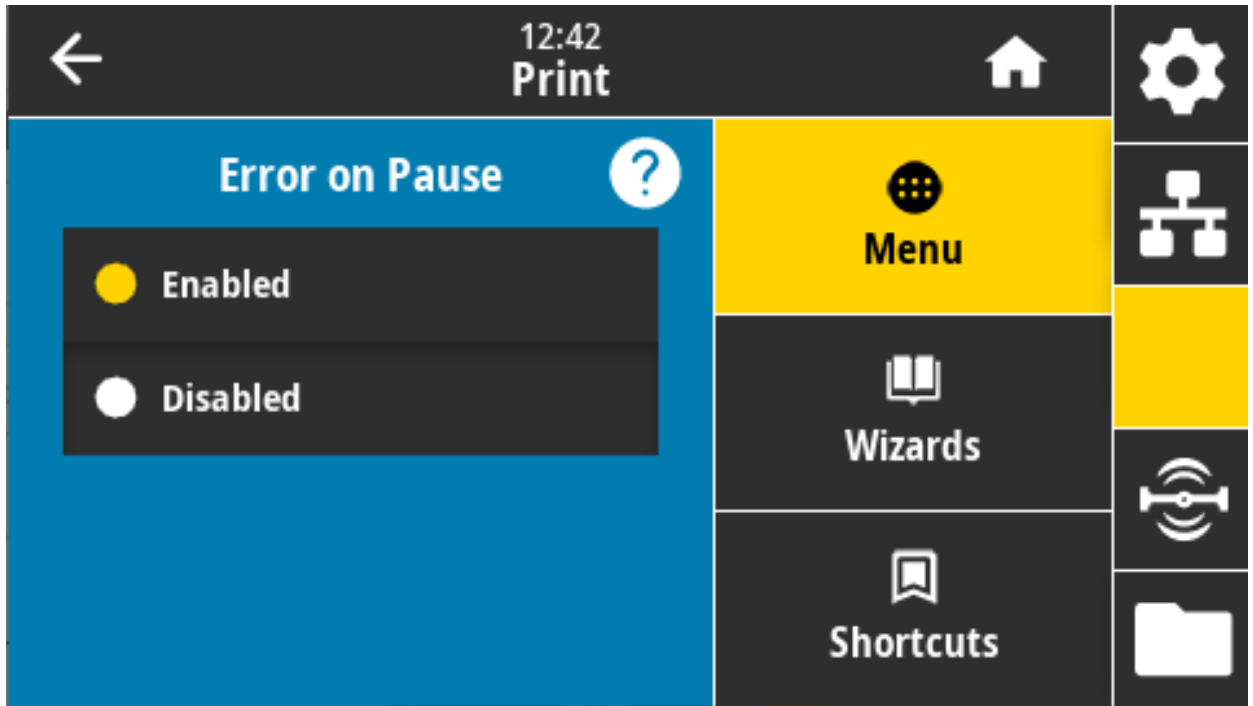 12:42
Print
Error on Pause
?
Enabled
Disabled
Menu
Wizards
Shortcuts